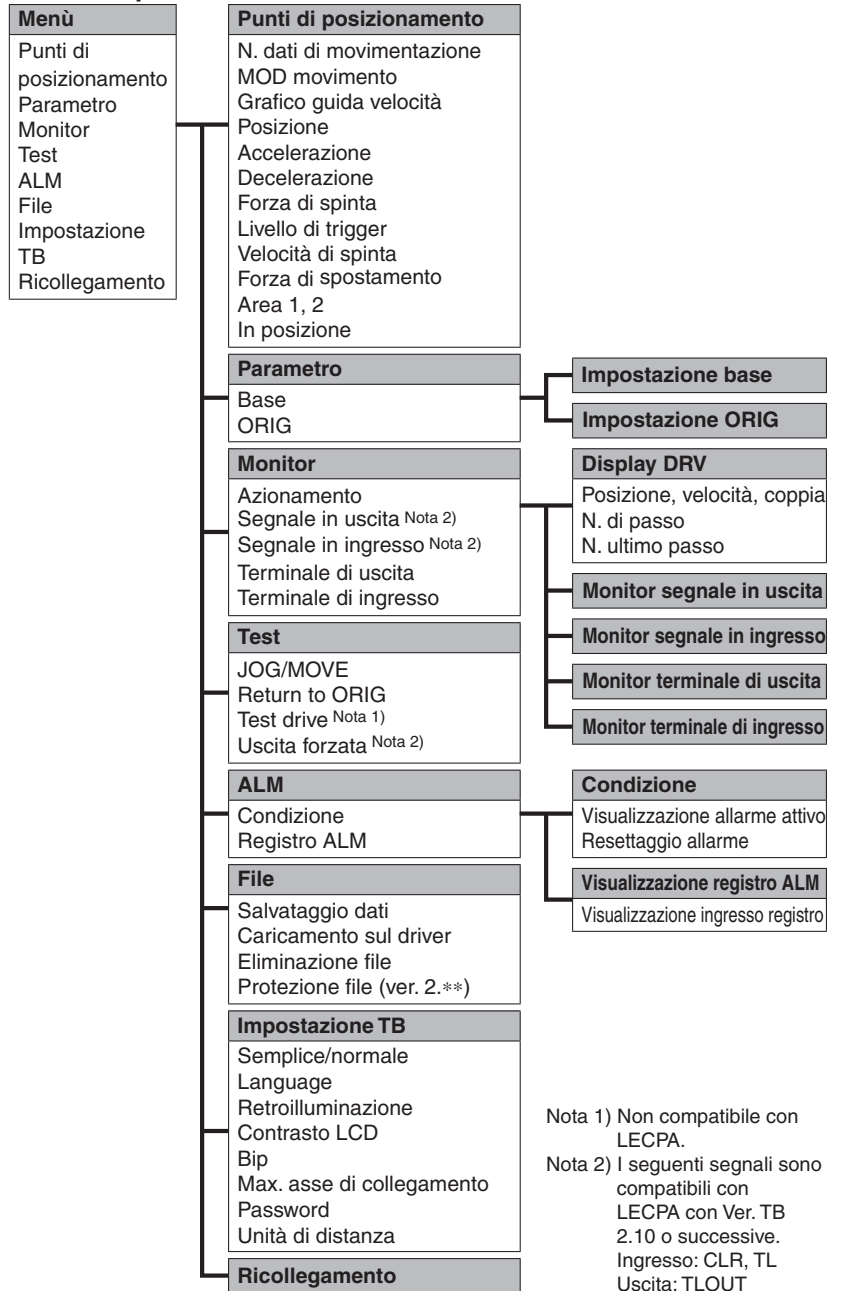 Menù
Punti di
posizionamento
Parametro
Monitor
Test
ALM
File
Impostazione
TB
Ricollegamento
Punti di posizionamento
N. dati di movimentazione
MOD movimento
Grafico guida velocità
Posizione
Accelerazione
Decelerazione
Forza di spinta
Livello di trigger
Velocità di spinta
Forza di spostamento
Area 1, 2
In posizione
Parametro
Base
ORIG
Impostazione base
Impostazione ORIG
Monitor
Azionamento
Segnale in uscita Nota 2)
Segnale in ingresso Nota 2)
Terminale di uscita
Terminale di ingresso
Display DRV
Posizione, velocità, coppia
N. di passo
N. ultimo passo
Monitor segnale in uscita
Monitor segnale in ingresso
Monitor terminale di uscita
Monitor terminale di ingresso
Test
JOG/MOVE
Return to ORIG
Test drive Nota 1)
Uscita forzata Nota 2)
ALM
Condizione
Registro ALM
Condizione
Visualizzazione allarme attivo
Resettaggio allarme
Visualizzazione registro ALM
Visualizzazione ingresso registro
File
Salvataggio dati
Caricamento sul driver
Eliminazione file
Protezione file (ver. 2.**)
Impostazione TB
Semplice/normale
Language
Retroilluminazione
Contrasto LCD
Bip
Max. asse di collegamento
Password
Unità di distanza
Ricollegamento
Nota 1) Non compatibile con
LECPA.
Nota 2) I seguenti segnali sono
compatibili con
LECPA con Ver. TB
2.10 o successive.
Ingresso: CLR, TL
Uscita: TLOUT